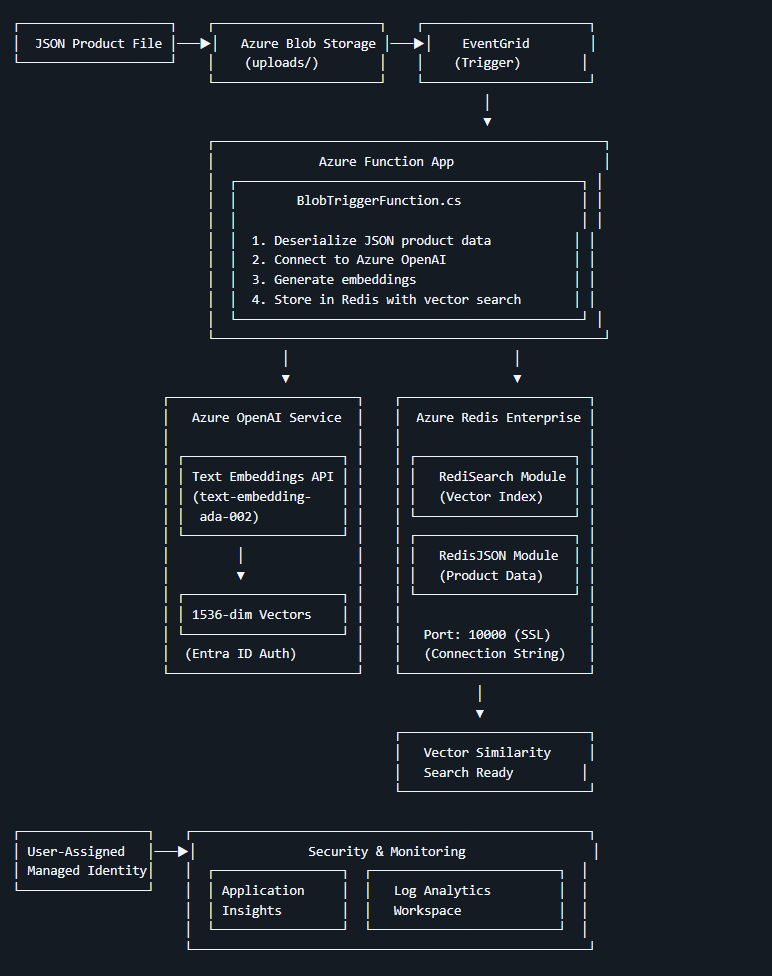 JSON Product File
Azure Blob Storage
(uploads/)
EventGrid
(Trigger)
Azure Function App
BlobTriggerFunction.cs
1. Deserialize JSON product data
2. Connect to Azure OpenAI
3. Generate embeddings
4. Store in Redis with vector search
Azure OpenAI Service
Text Embeddings API
(text-embedding-
ada-002)
1536-dim Vectors
(Entra ID Auth)
Azure Redis Enterprise
RediSearch Module
(Vector Index)
RedisJSON Module
(Product Data)
Port: 10000 (SSL)
(Connection String)
Vector Similarity
Search Ready
User-Assigned
Managed Identity
Security & Monitoring
Application
Insights
Log Analytics
Workspace